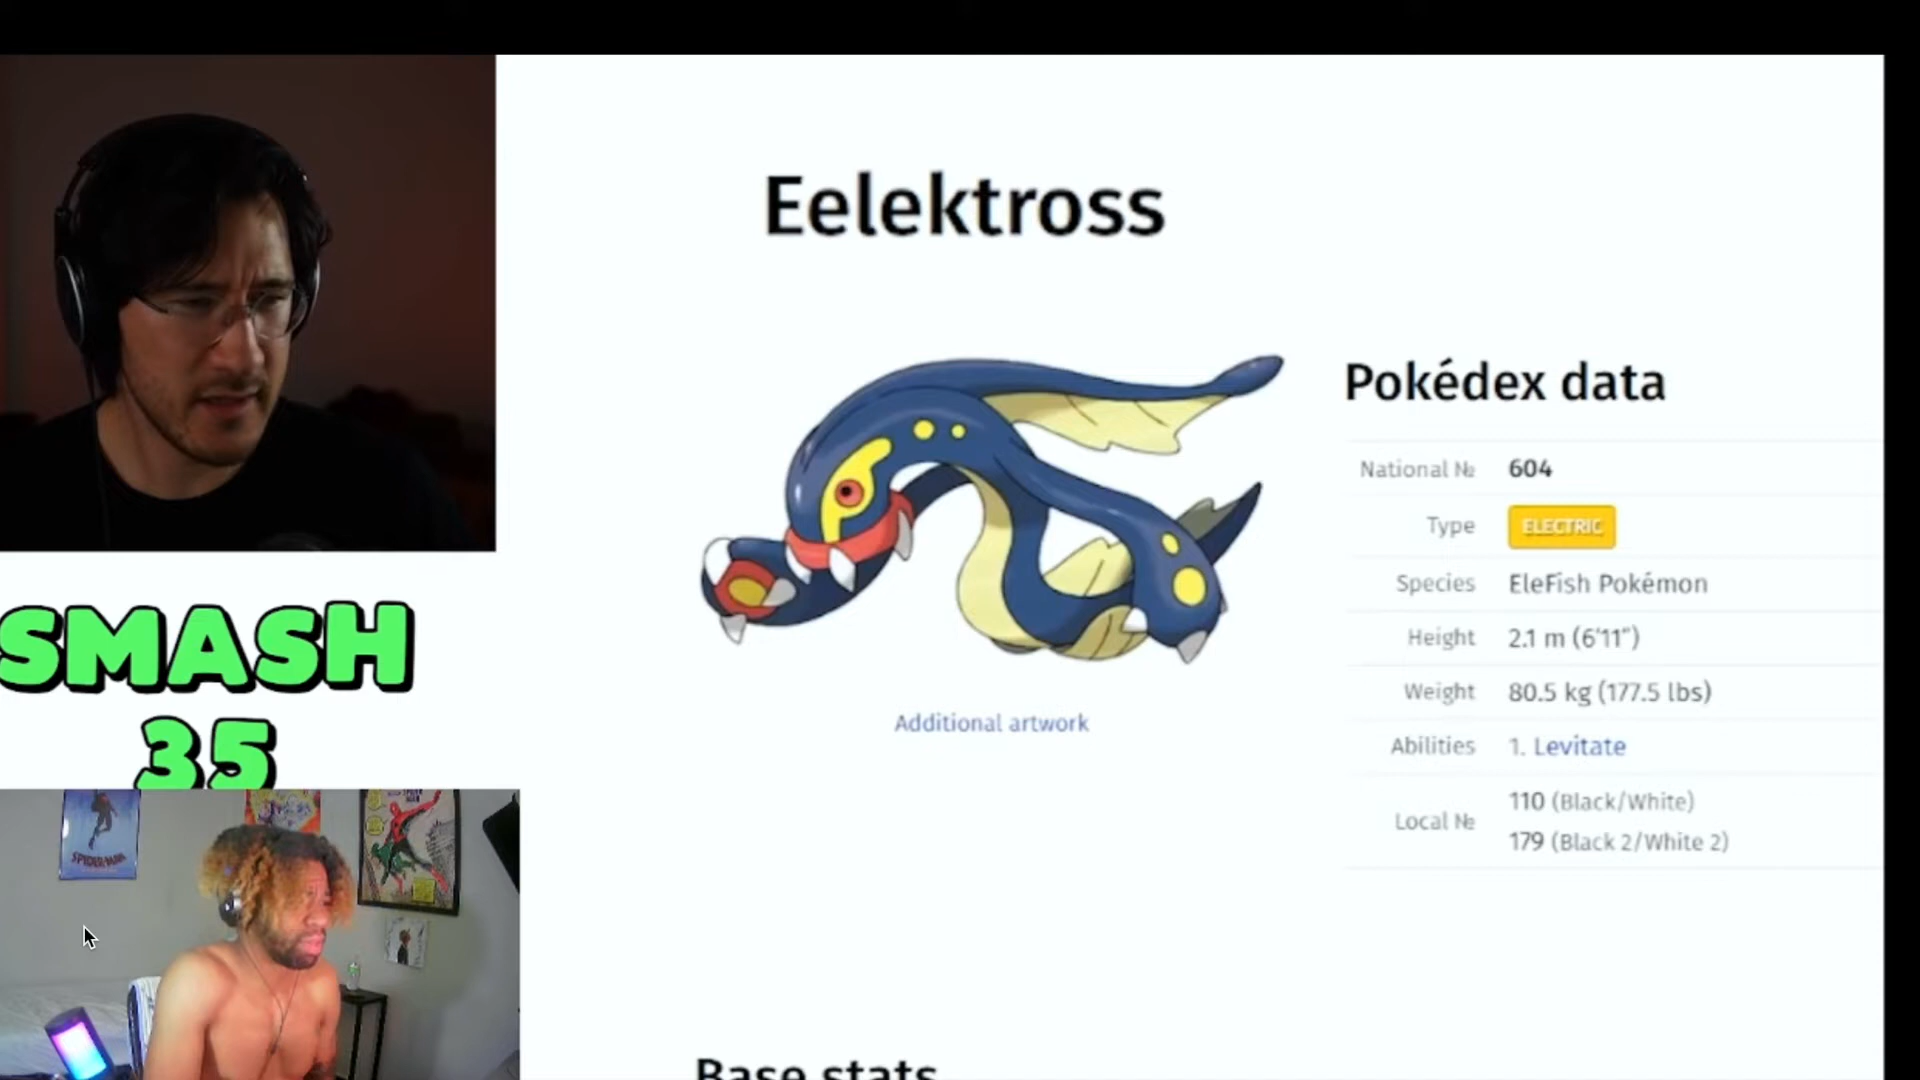 Eelektross
Pokédex data
National № 604
Type ELECTRIC
Species EleFish Pokémon
Height 2.1 m (6'11")
Weight 80.5 kg (177.5 lbs)
Abilities 1. Levitate
Local № 110 (Black/White)
179 (Black 2/White 2)
Additional artwork
SMASH
35
SPIDER-MAN
Base stats